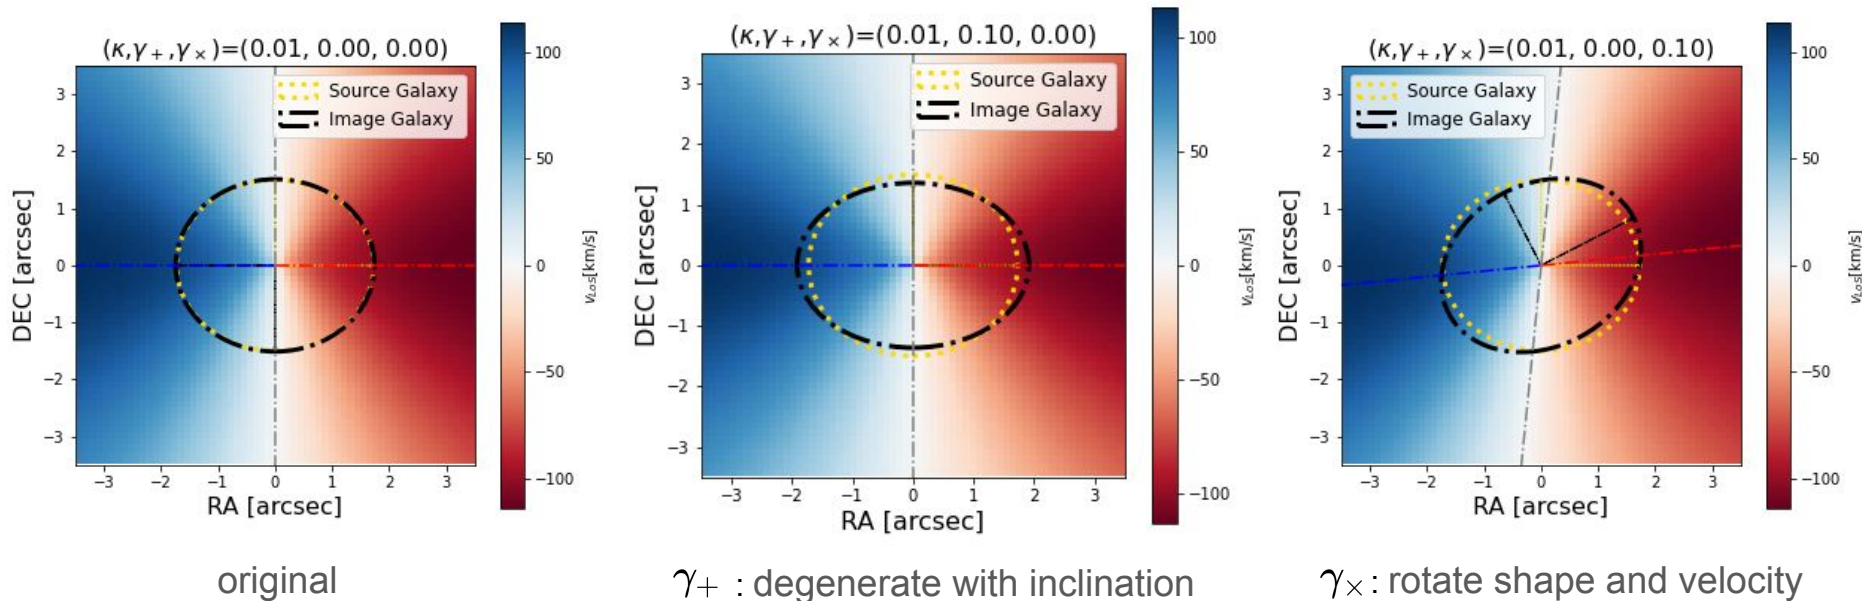 (κ,γ₊,γ×)=(0.01, 0.00, 0.00)
Source Galaxy
Image Galaxy
3
2
1
0
−1
−2
−3
DEC [arcsec]
−3 −2 −1 0 1 2 3
RA [arcsec]
100
50
0
−50
−100
v_LoS[km/s]
original
(κ,γ₊,γ×)=(0.01, 0.10, 0.00)
Source Galaxy
Image Galaxy
3
2
1
0
−1
−2
−3
DEC [arcsec]
−3 −2 −1 0 1 2 3
RA [arcsec]
100
50
0
−50
−100
v_LoS[km/s]
γ₊ : degenerate with inclination
(κ,γ₊,γ×)=(0.01, 0.00, 0.10)
Source Galaxy
Image Galaxy
3
2
1
0
−1
−2
−3
DEC [arcsec]
−3 −2 −1 0 1 2 3
RA [arcsec]
100
50
0
−50
−100
v_LoS[km/s]
γ×: rotate shape and velocity